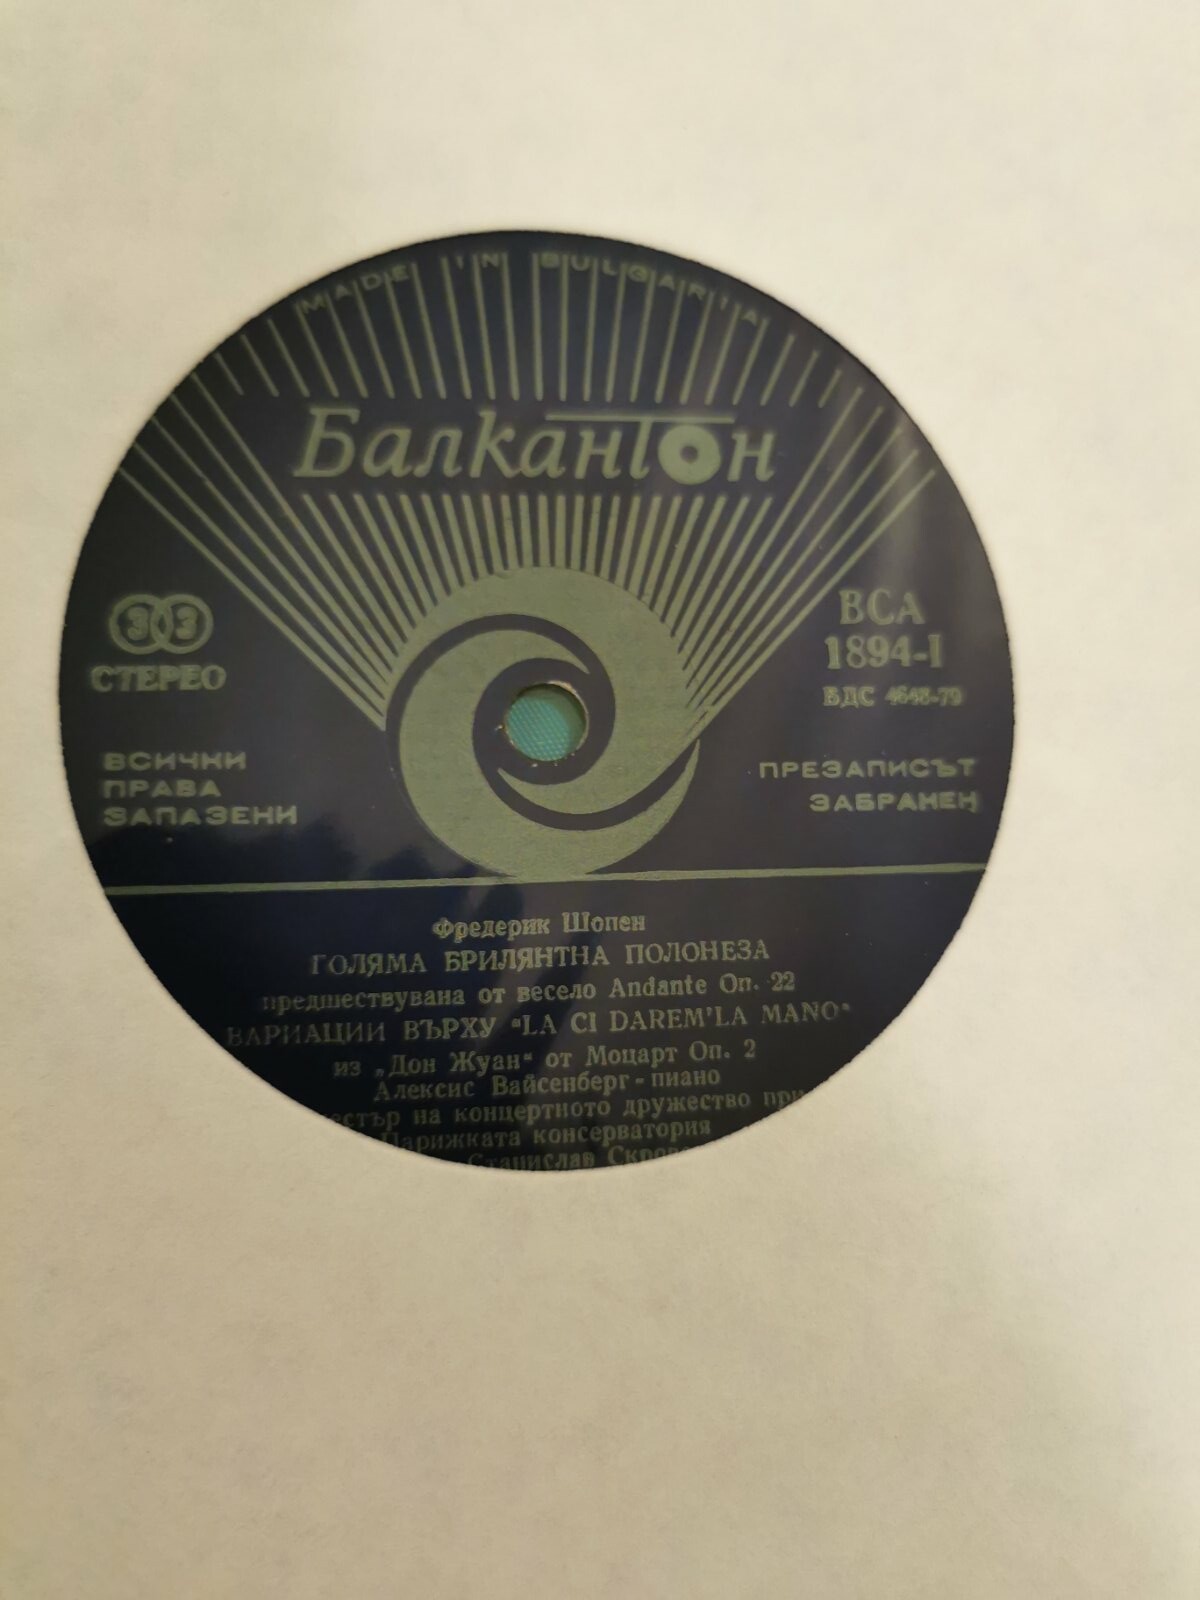 MADE IN BULGARIA
Балкантон
33
СТЕРЕО
ВСА
1894-I
БДС 4648-79
ВСИЧКИ
ПРАВА
ЗАПАЗЕНИ
ПРЕЗАПИСЪТ
ЗАБРАНЕН
Фредерик Шопен
ГОЛЯМА БРИЛЯНТНА ПОЛОНЕЗА
предшествувана от весело Andante Оп. 22
ВАРИАЦИИ ВЪРХУ "LA CI DAREM'LA MANO"
из „Дон Жуан" от Моцарт Оп. 2
Алексис Вайсенберг - пиано
на концертното дружество при
Парижката консерватория
Станислав